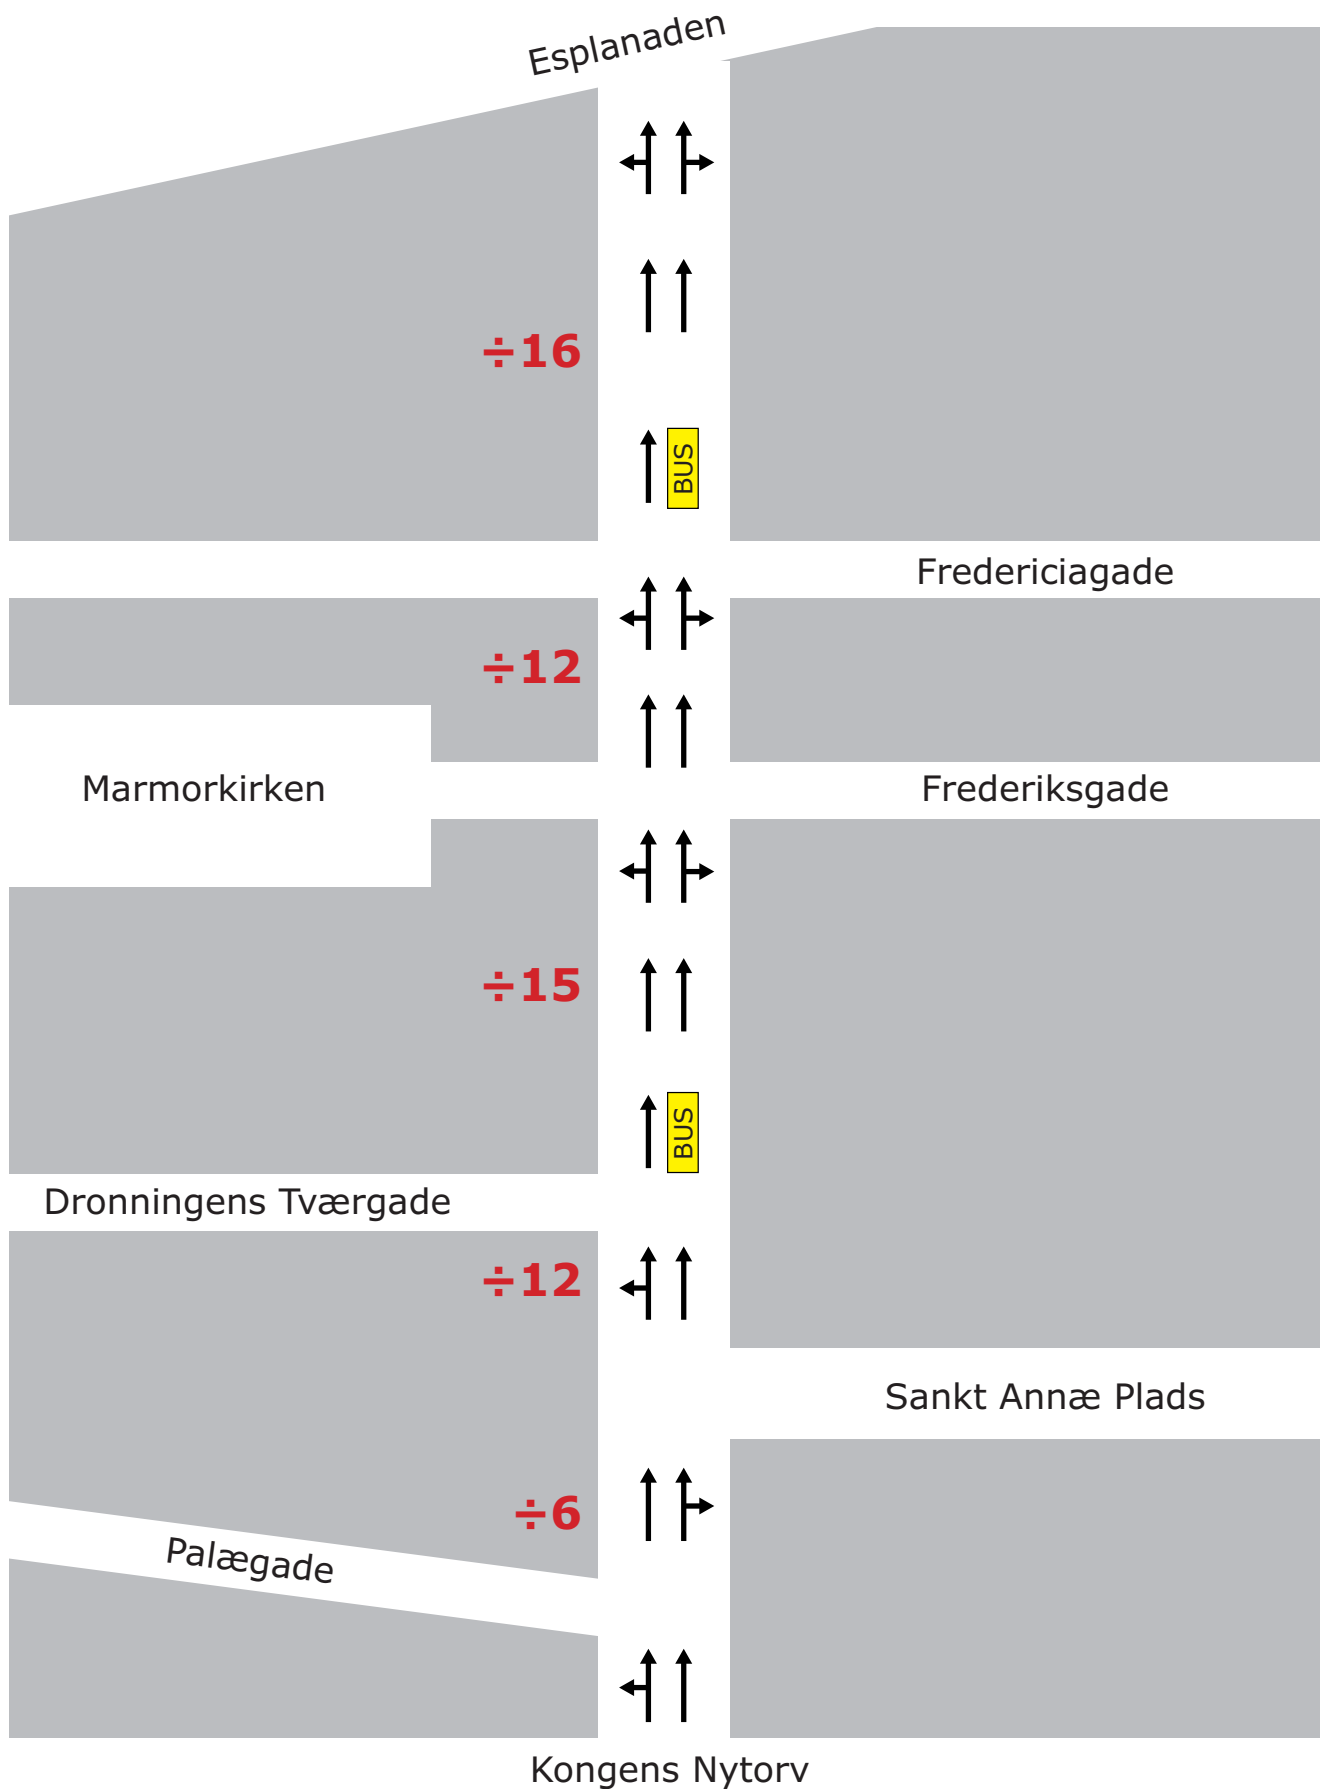 Esplanaden
÷16
BUS
Fredericiagade
÷12
Marmorkirken
Frederiksgade
÷15
BUS
Dronningens Tværgade
÷12
Sankt Annæ Plads
÷6
Palægade
Kongens Nytorv